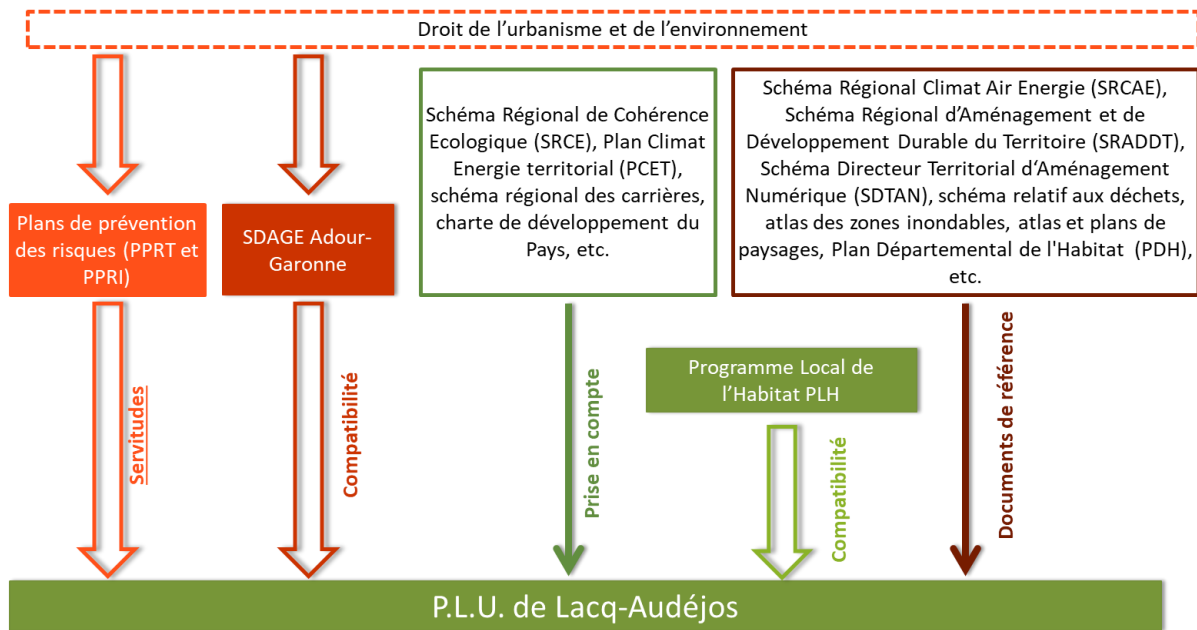 Droit de l’urbanisme et de l’environnement
Plans de prévention
des risques (PPRT et
PPRI)
SDAGE Adour-
Garonne
Schéma Régional de Cohérence
Ecologique (SRCE), Plan Climat
Energie territorial (PCET),
schéma régional des carrières,
charte de développement du
Pays, etc.
Schéma Régional Climat Air Energie (SRCAE),
Schéma Régional d’Aménagement et de
Développement Durable du Territoire (SRADDT),
Schéma Directeur Territorial d‘Aménagement
Numérique (SDTAN), schéma relatif aux déchets,
atlas des zones inondables, atlas et plans de
paysages, Plan Départemental de l'Habitat (PDH),
etc.
Programme Local de
l’Habitat PLH
Servitudes
Compatibilité
Prise en compte
Compatibilité
Documents de référence
P.L.U. de Lacq-Audéjos